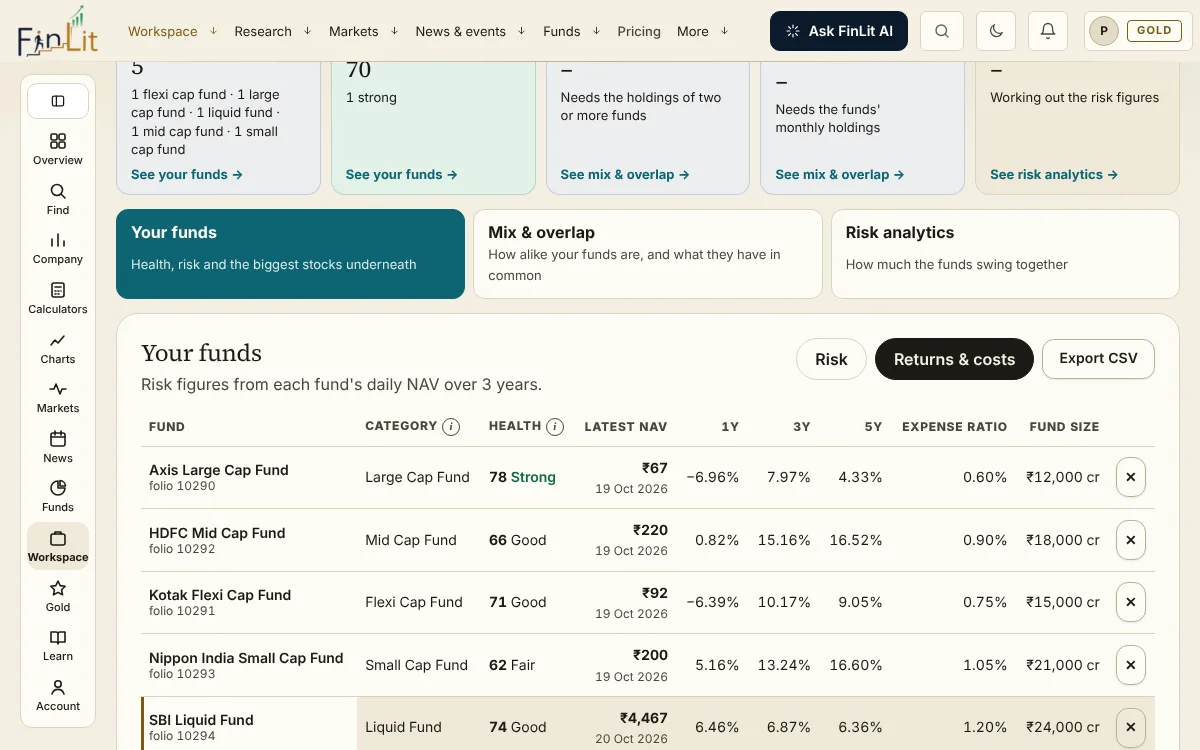 FinLit
Workspace ↓ Research ↓ Markets ↓ News & events ↓ Funds ↓ Pricing More ↓
Ask FinLit AI
P GOLD
Overview
Find
Company
Calculators
Charts
Markets
News
Funds
Workspace
Gold
Learn
Account
5
1 flexi cap fund · 1 large
cap fund · 1 liquid fund ·
1 mid cap fund · 1 small
cap fund
See your funds →
70
1 strong
See your funds →
–
Needs the holdings of two
or more funds
See mix & overlap →
–
Needs the funds'
monthly holdings
See mix & overlap →
–
Working out the risk figures
See risk analytics →
Your funds
Health, risk and the biggest stocks underneath
Mix & overlap
How alike your funds are, and what they have in
common
Risk analytics
How much the funds swing together
Your funds
Risk figures from each fund's daily NAV over 3 years.
Risk
Returns & costs
Export CSV
FUND CATEGORY i HEALTH i LATEST NAV 1Y 3Y 5Y EXPENSE RATIO FUND SIZE
Axis Large Cap Fund
folio 10290
Large Cap Fund 78 Strong ₹67
19 Oct 2026
−6.96% 7.97% 4.33% 0.60% ₹12,000 cr ×
HDFC Mid Cap Fund
folio 10292
Mid Cap Fund 66 Good ₹220
19 Oct 2026
0.82% 15.16% 16.52% 0.90% ₹18,000 cr ×
Kotak Flexi Cap Fund
folio 10291
Flexi Cap Fund 71 Good ₹92
19 Oct 2026
−6.39% 10.17% 9.05% 0.75% ₹15,000 cr ×
Nippon India Small Cap Fund
folio 10293
Small Cap Fund 62 Fair ₹200
19 Oct 2026
5.16% 13.24% 16.60% 1.05% ₹21,000 cr ×
SBI Liquid Fund
folio 10294
Liquid Fund 74 Good ₹4,467
20 Oct 2026
6.46% 6.87% 6.36% 1.20% ₹24,000 cr ×